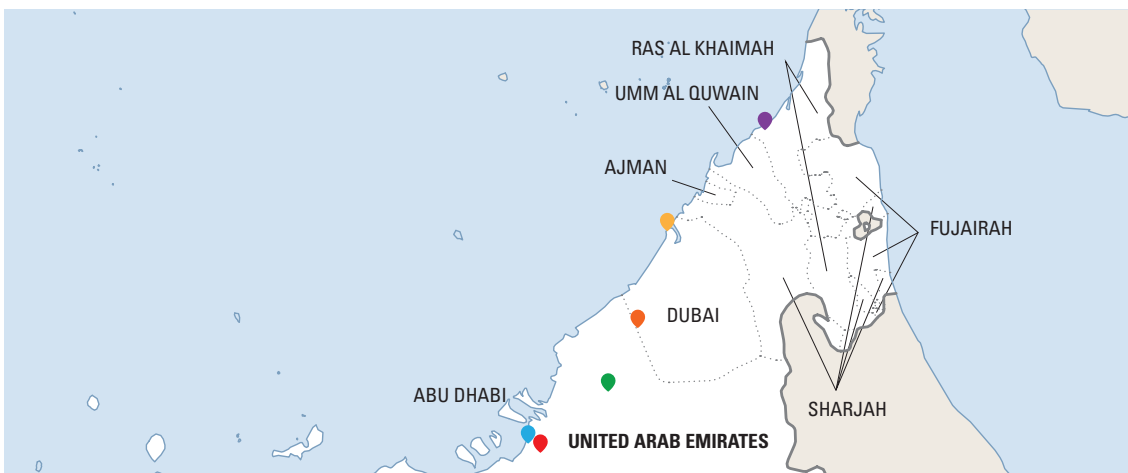 RAS AL KHAIMAH
UMM AL QUWAIN
AJMAN
FUJAIRAH
DUBAI
ABU DHABI
SHARJAH
UNITED ARAB EMIRATES